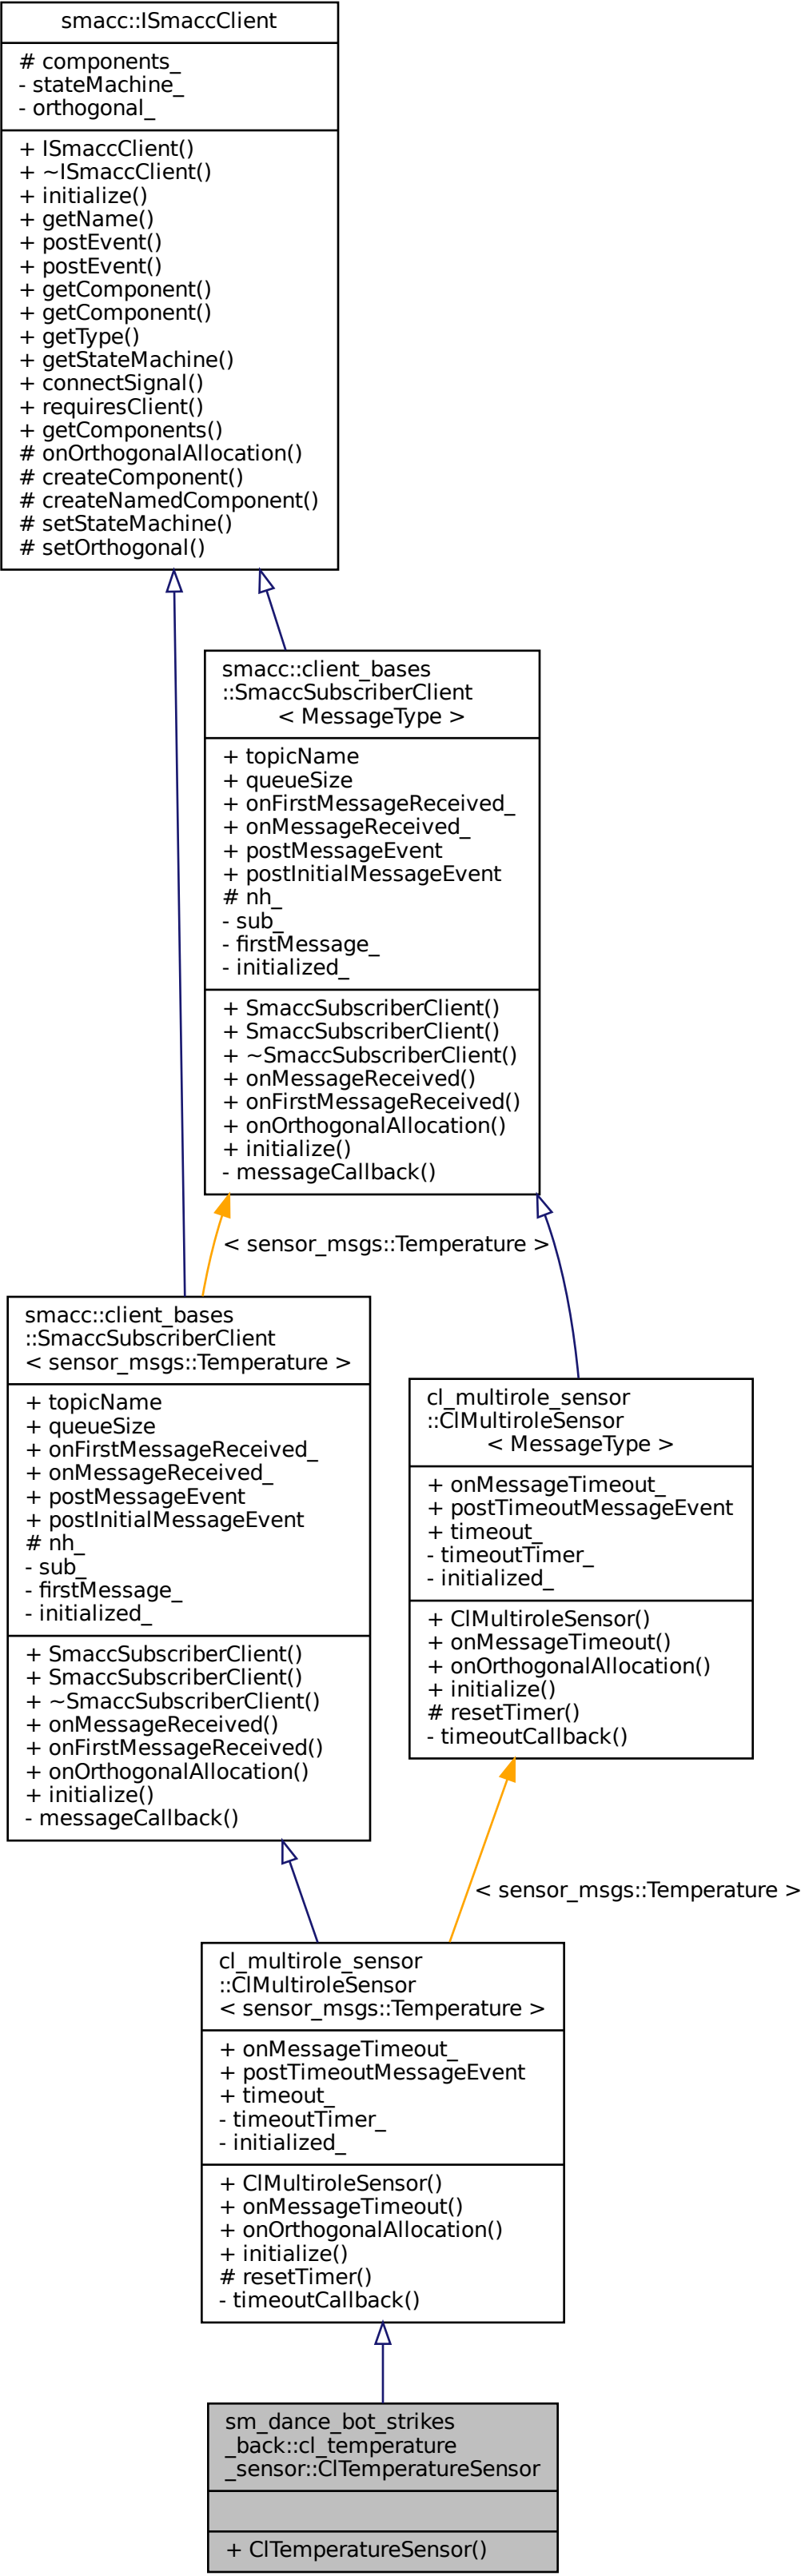 smacc::ISmaccClient
# components_
- stateMachine_
- orthogonal_
+ ISmaccClient()
+ ~ISmaccClient()
+ initialize()
+ getName()
+ postEvent()
+ postEvent()
+ getComponent()
+ getComponent()
+ getType()
+ getStateMachine()
+ connectSignal()
+ requiresClient()
+ getComponents()
# onOrthogonalAllocation()
# createComponent()
# createNamedComponent()
# setStateMachine()
# setOrthogonal()
smacc::client_bases
::SmaccSubscriberClient
< MessageType >
+ topicName
+ queueSize
+ onFirstMessageReceived_
+ onMessageReceived_
+ postMessageEvent
+ postInitialMessageEvent
# nh_
- sub_
- firstMessage_
- initialized_
+ SmaccSubscriberClient()
+ SmaccSubscriberClient()
+ ~SmaccSubscriberClient()
+ onMessageReceived()
+ onFirstMessageReceived()
+ onOrthogonalAllocation()
+ initialize()
- messageCallback()
< sensor_msgs::Temperature >
smacc::client_bases
::SmaccSubscriberClient
< sensor_msgs::Temperature >
+ topicName
+ queueSize
+ onFirstMessageReceived_
+ onMessageReceived_
+ postMessageEvent
+ postInitialMessageEvent
# nh_
- sub_
- firstMessage_
- initialized_
+ SmaccSubscriberClient()
+ SmaccSubscriberClient()
+ ~SmaccSubscriberClient()
+ onMessageReceived()
+ onFirstMessageReceived()
+ onOrthogonalAllocation()
+ initialize()
- messageCallback()
cl_multirole_sensor
::ClMultiroleSensor
< MessageType >
+ onMessageTimeout_
+ postTimeoutMessageEvent
+ timeout_
- timeoutTimer_
- initialized_
+ ClMultiroleSensor()
+ onMessageTimeout()
+ onOrthogonalAllocation()
+ initialize()
# resetTimer()
- timeoutCallback()
< sensor_msgs::Temperature >
cl_multirole_sensor
::ClMultiroleSensor
< sensor_msgs::Temperature >
+ onMessageTimeout_
+ postTimeoutMessageEvent
+ timeout_
- timeoutTimer_
- initialized_
+ ClMultiroleSensor()
+ onMessageTimeout()
+ onOrthogonalAllocation()
+ initialize()
# resetTimer()
- timeoutCallback()
sm_dance_bot_strikes
_back::cl_temperature
_sensor::ClTemperatureSensor
+ ClTemperatureSensor()